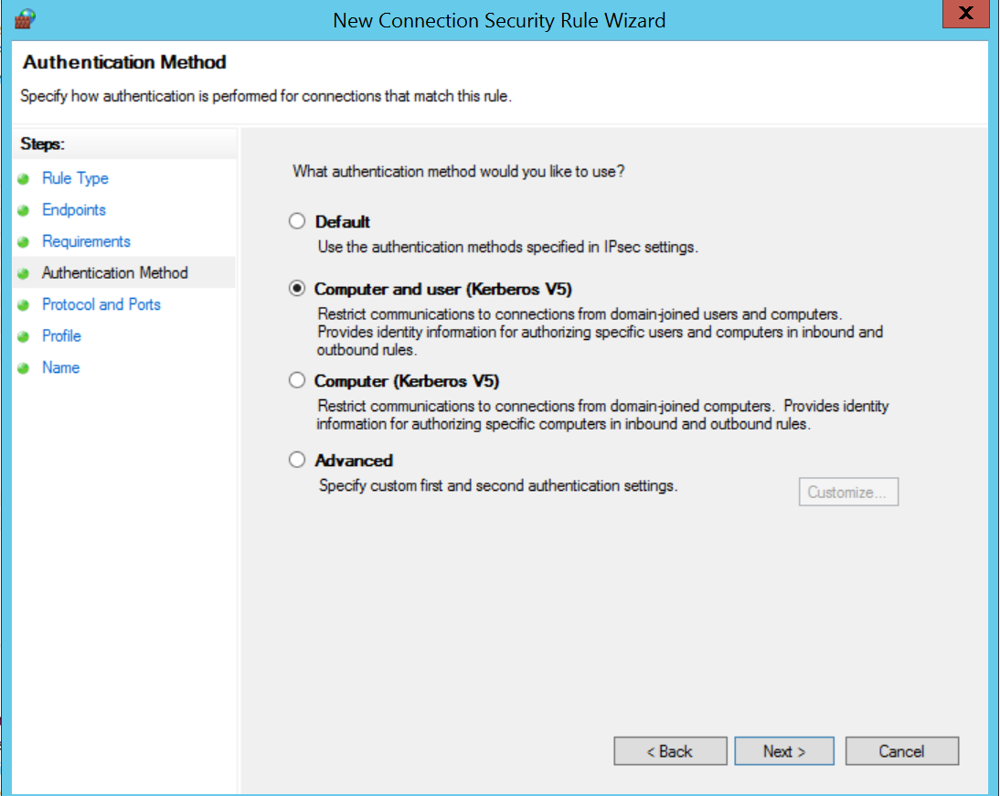 New Connection Security Rule Wizard
X
Authentication Method
Specify how authentication is performed for connections that match this rule.
Steps:
Rule Type
Endpoints
Requirements
Authentication Method
Protocol and Ports
Profile
Name
What authentication method would you like to use?
Default
Use the authentication methods specified in IPsec settings.
Computer and user (Kerberos V5)
Restrict communications to connections from domain-joined users and computers.
Provides identity information for authorizing specific users and computers in inbound and
outbound rules.
Computer (Kerberos V5)
Restrict communications to connections from domain-joined computers.  Provides identity
information for authorizing specific computers in inbound and outbound rules.
Advanced
Specify custom first and second authentication settings.
Customize...
< Back
Next >
Cancel